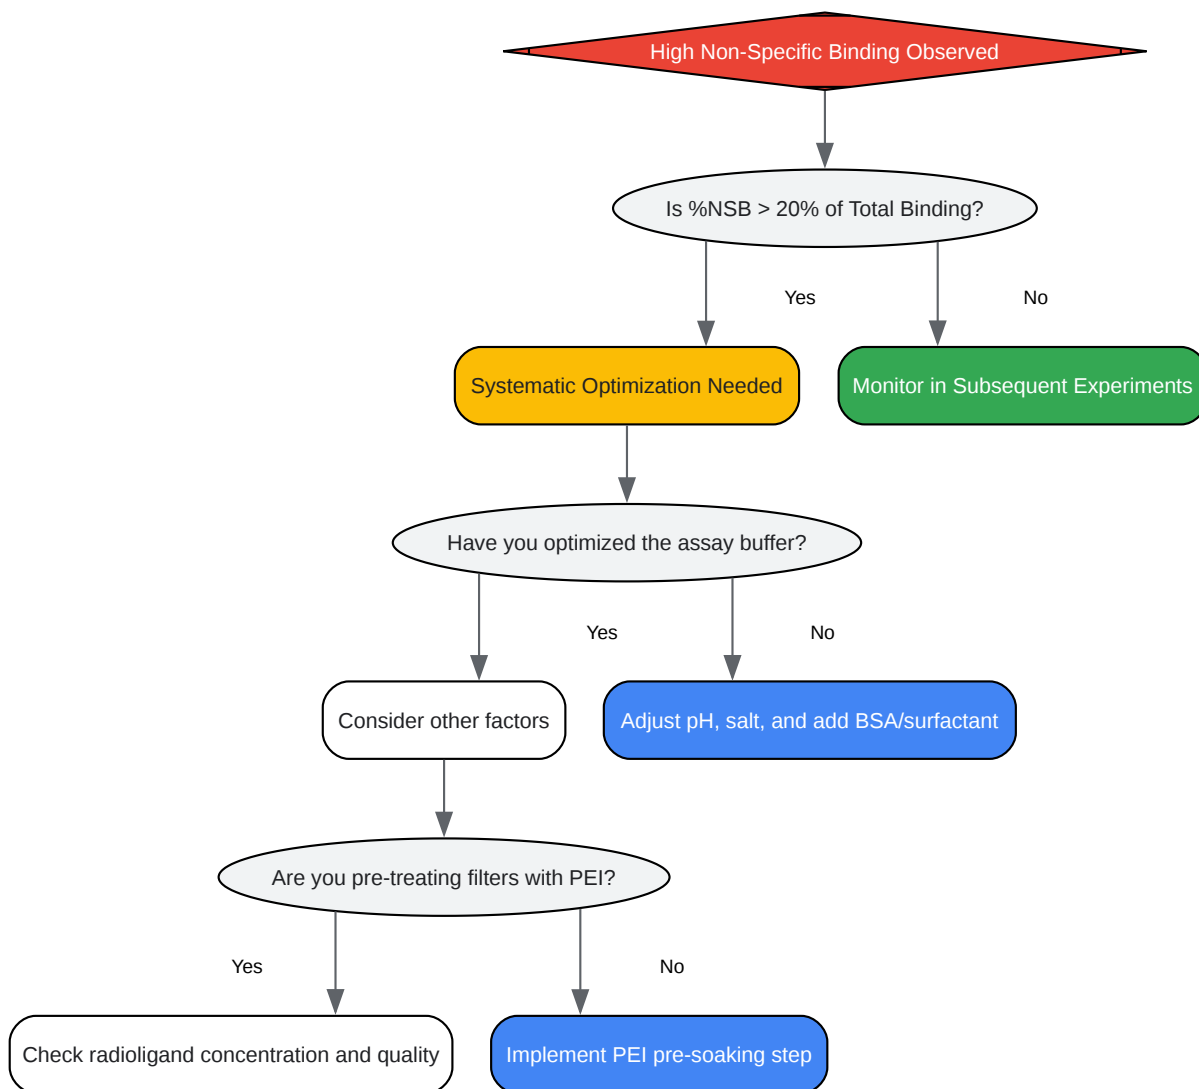 High Non-Specific Binding Observed
Is %NSB > 20% of Total Binding?
Yes
No
Systematic Optimization Needed
Monitor in Subsequent Experiments
Have you optimized the assay buffer?
Yes
No
Consider other factors
Adjust pH, salt, and add BSA/surfactant
Are you pre-treating filters with PEI?
Yes
No
Check radioligand concentration and quality
Implement PEI pre-soaking step